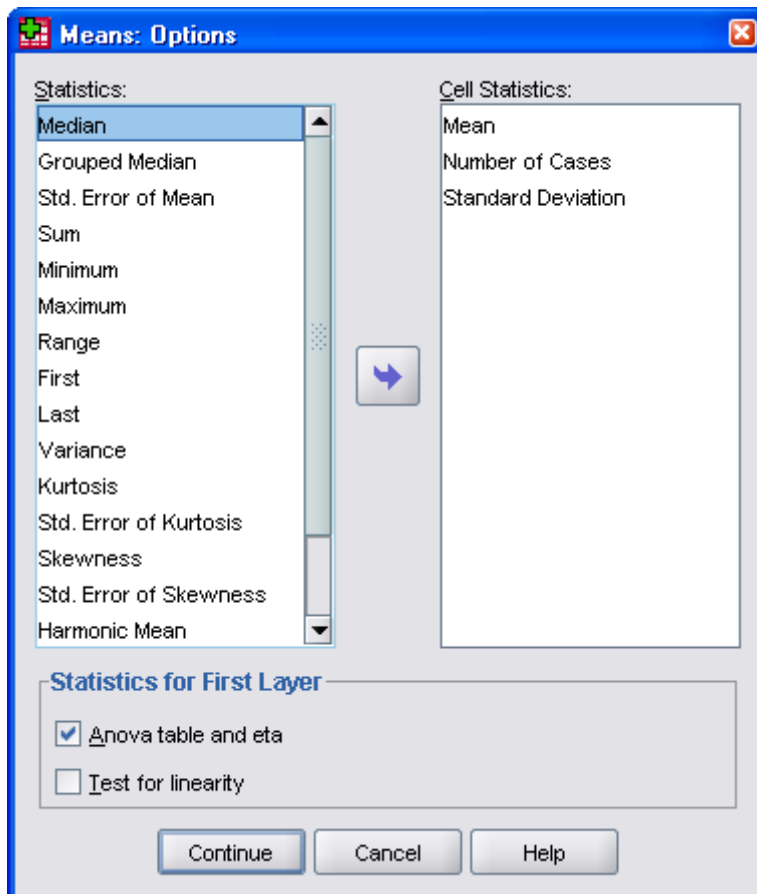 Means: Options
Statistics:
Median
Grouped Median
Std. Error of Mean
Sum
Minimum
Maximum
Range
First
Last
Variance
Kurtosis
Std. Error of Kurtosis
Skewness
Std. Error of Skewness
Harmonic Mean
Cell Statistics:
Mean
Number of Cases
Standard Deviation
Statistics for First Layer
Anova table and eta
Test for linearity
Continue
Cancel
Help